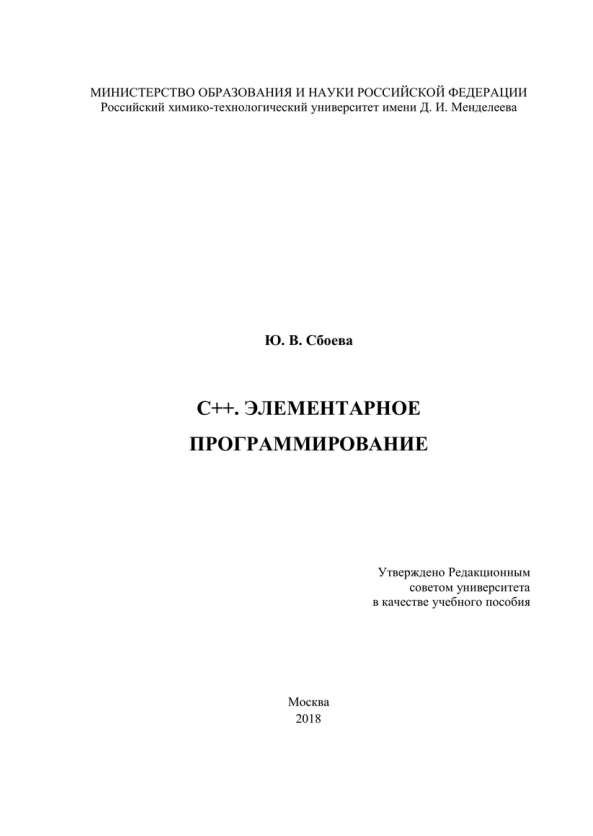 МИНИСТЕРСТВО ОБРАЗОВАНИЯ И НАУКИ РОССИЙСКОЙ ФЕДЕРАЦИИ
Российский химико-технологический университет имени Д. И. Менделеева
Ю. В. Сбоева
C++. ЭЛЕМЕНТАРНОЕ
ПРОГРАММИРОВАНИЕ
Утверждено Редакционным
советом университета
в качестве учебного пособия
Москва
2018